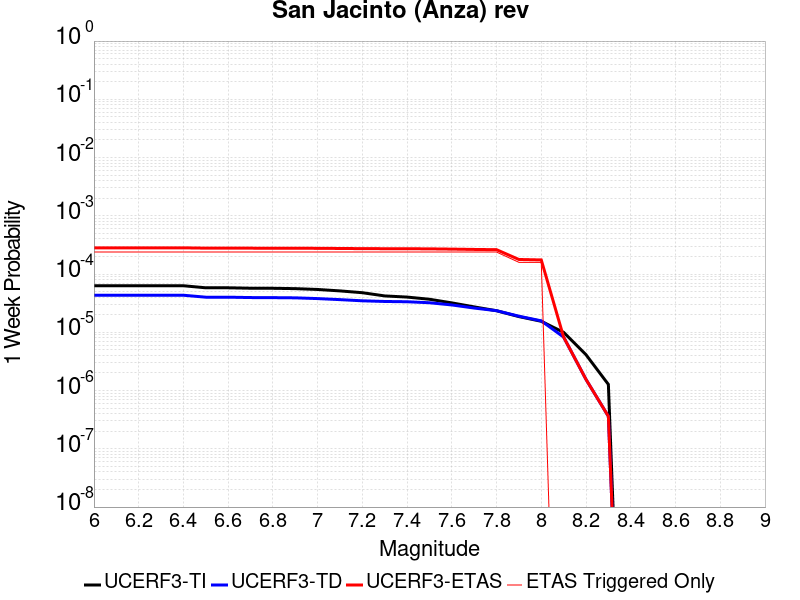 San Jacinto (Anza) rev
10^0
10^-1
10^-2
10^-3
10^-4
10^-5
10^-6
10^-7
10^-8
1 Week Probability
6 6.2 6.4 6.6 6.8 7 7.2 7.4 7.6 7.8 8 8.2 8.4 8.6 8.8 9
Magnitude
UCERF3-TI UCERF3-TD UCERF3-ETAS ETAS Triggered Only